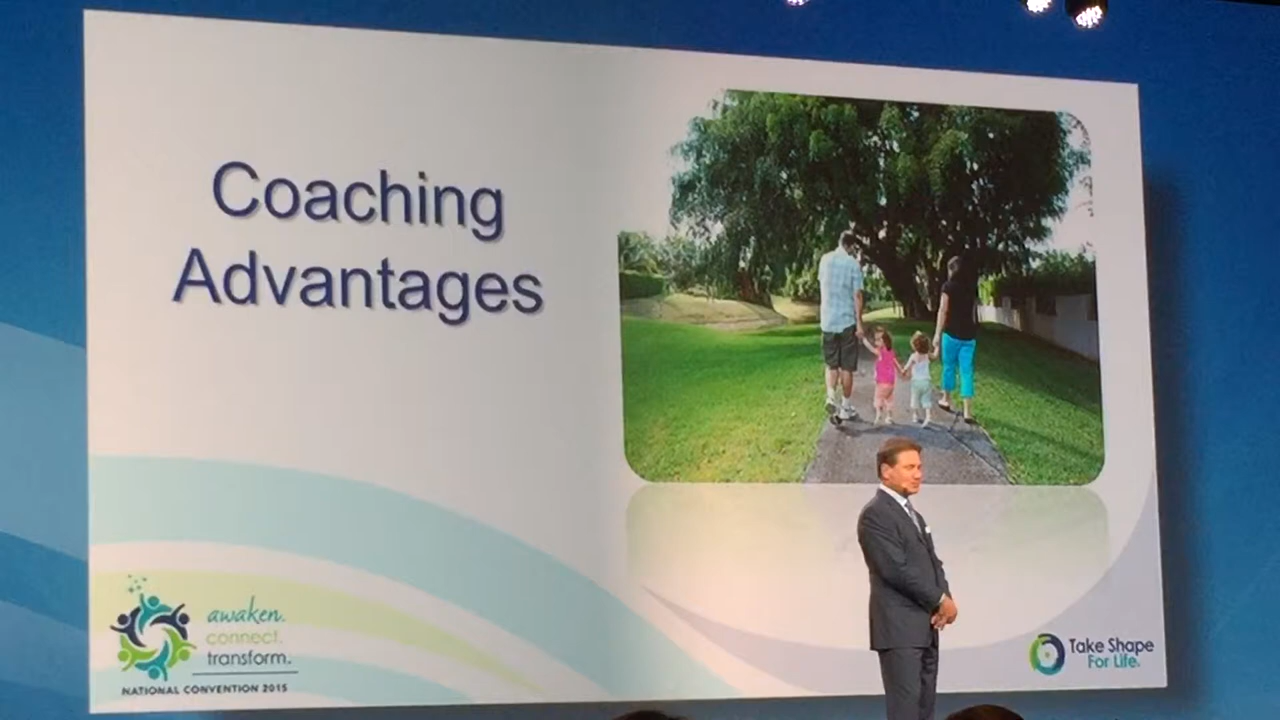 Coaching
Advantages
awaken.
connect.
transform.
NATIONAL CONVENTION 2015
Take Shape
For Life.